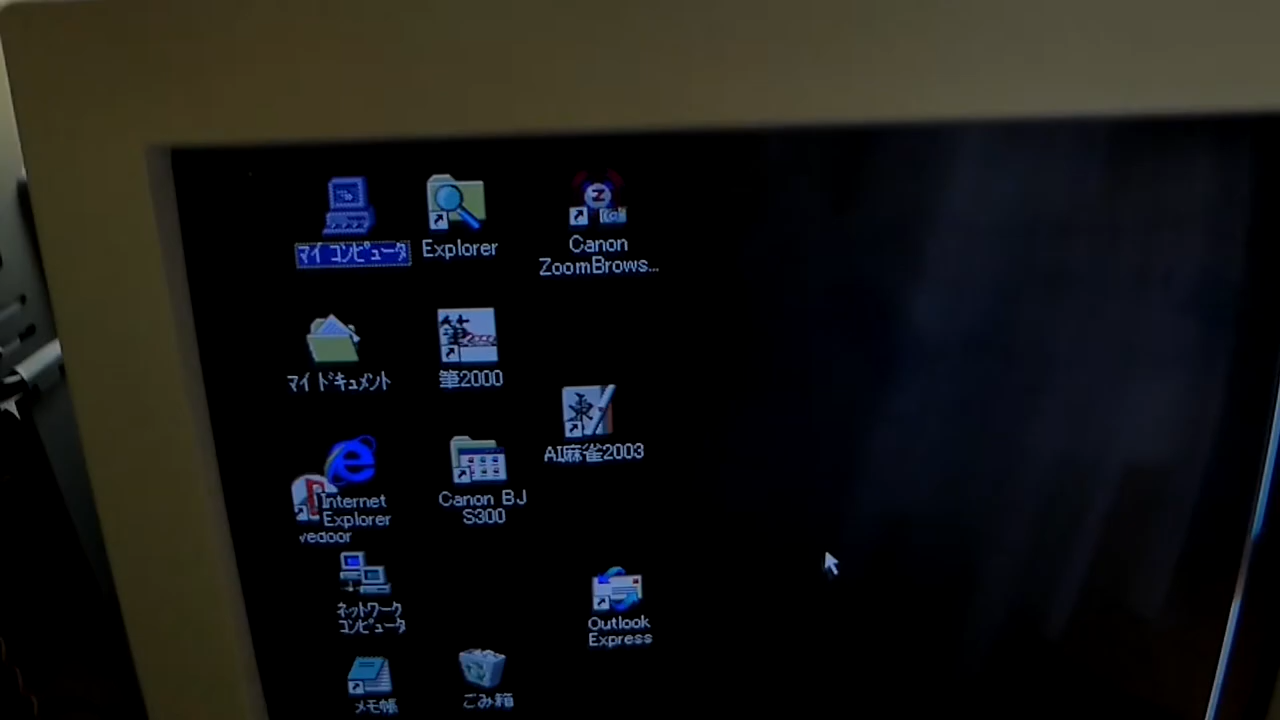 マイ コンピュータ
Explorer
Canon
ZoomBrows...
マイ ドキュメント
筆2000
AI麻雀2003
Internet
Explorer
vedoor
Canon BJ
S300
ネットワーク
コンピュータ
Outlook
Express
メモ帳
ごみ箱